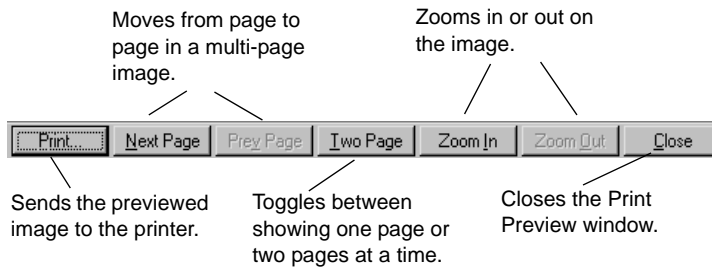 Moves from page to
page in a multi-page
image.
Zooms in or out on
the image.
Print... Next Page Prev Page Two Page Zoom In Zoom Out Close
Sends the previewed
image to the printer.
Toggles between
showing one page or
two pages at a time.
Closes the Print
Preview window.